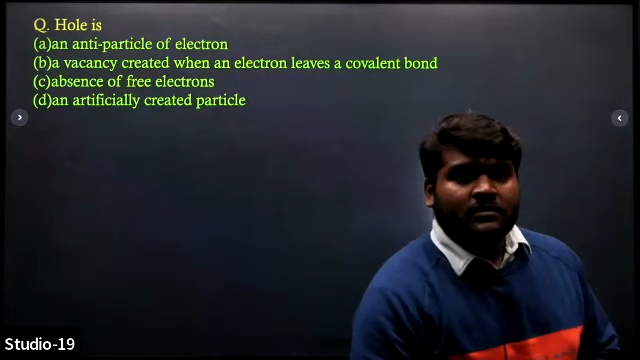 Q. Hole is
(a)an anti-particle of electron
(b)a vacancy created when an electron leaves a covalent bond
(c)absence of free electrons
(d)an artificially created particle
Studio-19